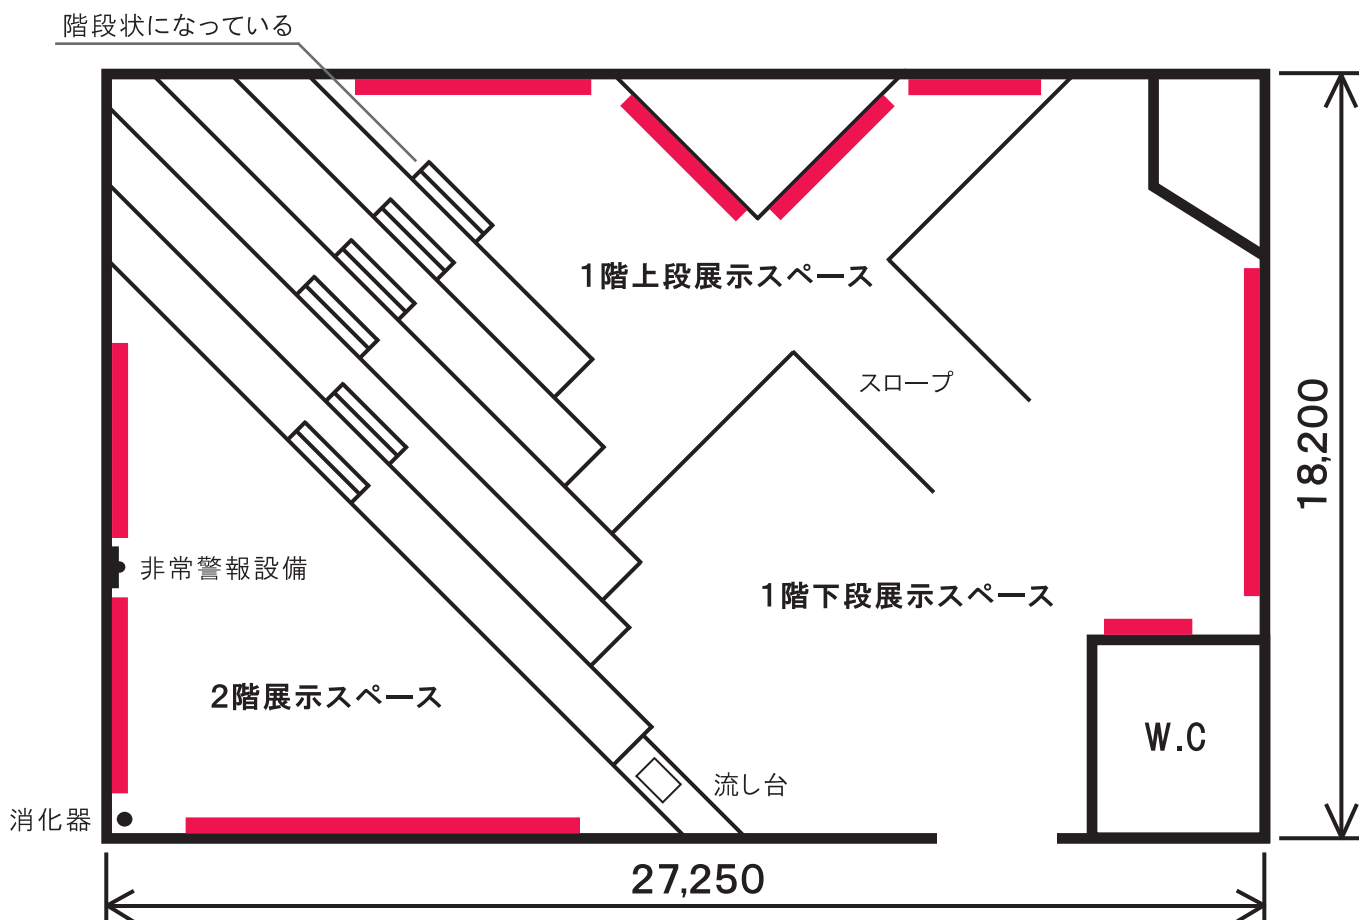 階段状になっている
1階上段展示スペース
スロープ
18,200
非常警報設備
1階下段展示スペース
2階展示スペース
W.C
流し台
消化器
27,250